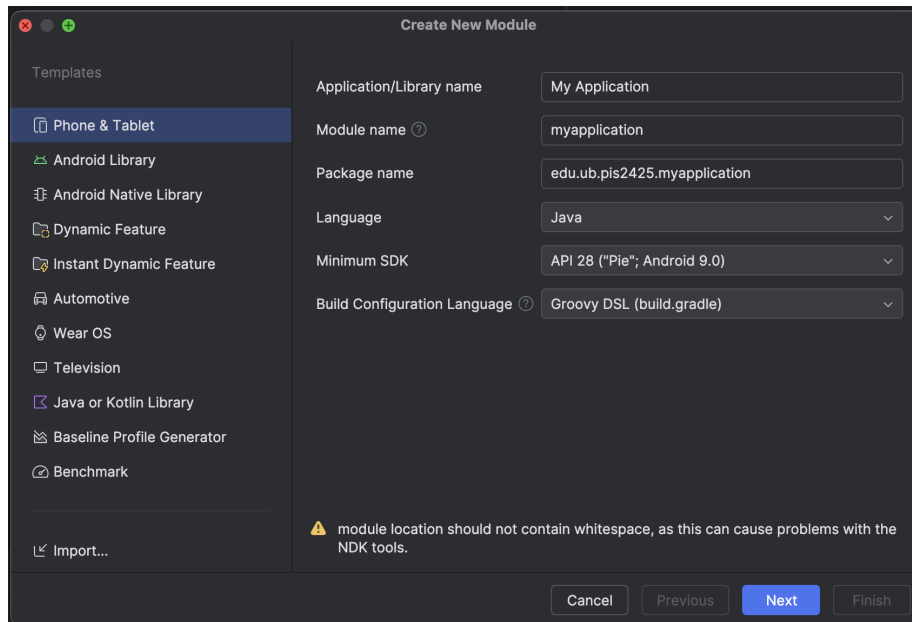 Create New Module
Templates
Phone & Tablet
Android Library
Android Native Library
Dynamic Feature
Instant Dynamic Feature
Automotive
Wear OS
Television
Java or Kotlin Library
Baseline Profile Generator
Benchmark
Import...
Application/Library name My Application
Module name ? myapplication
Package name edu.ub.pis2425.myapplication
Language Java
Minimum SDK API 28 ("Pie"; Android 9.0)
Build Configuration Language ? Groovy DSL (build.gradle)
module location should not contain whitespace, as this can cause problems with the
NDK tools.
Cancel Previous Next Finish